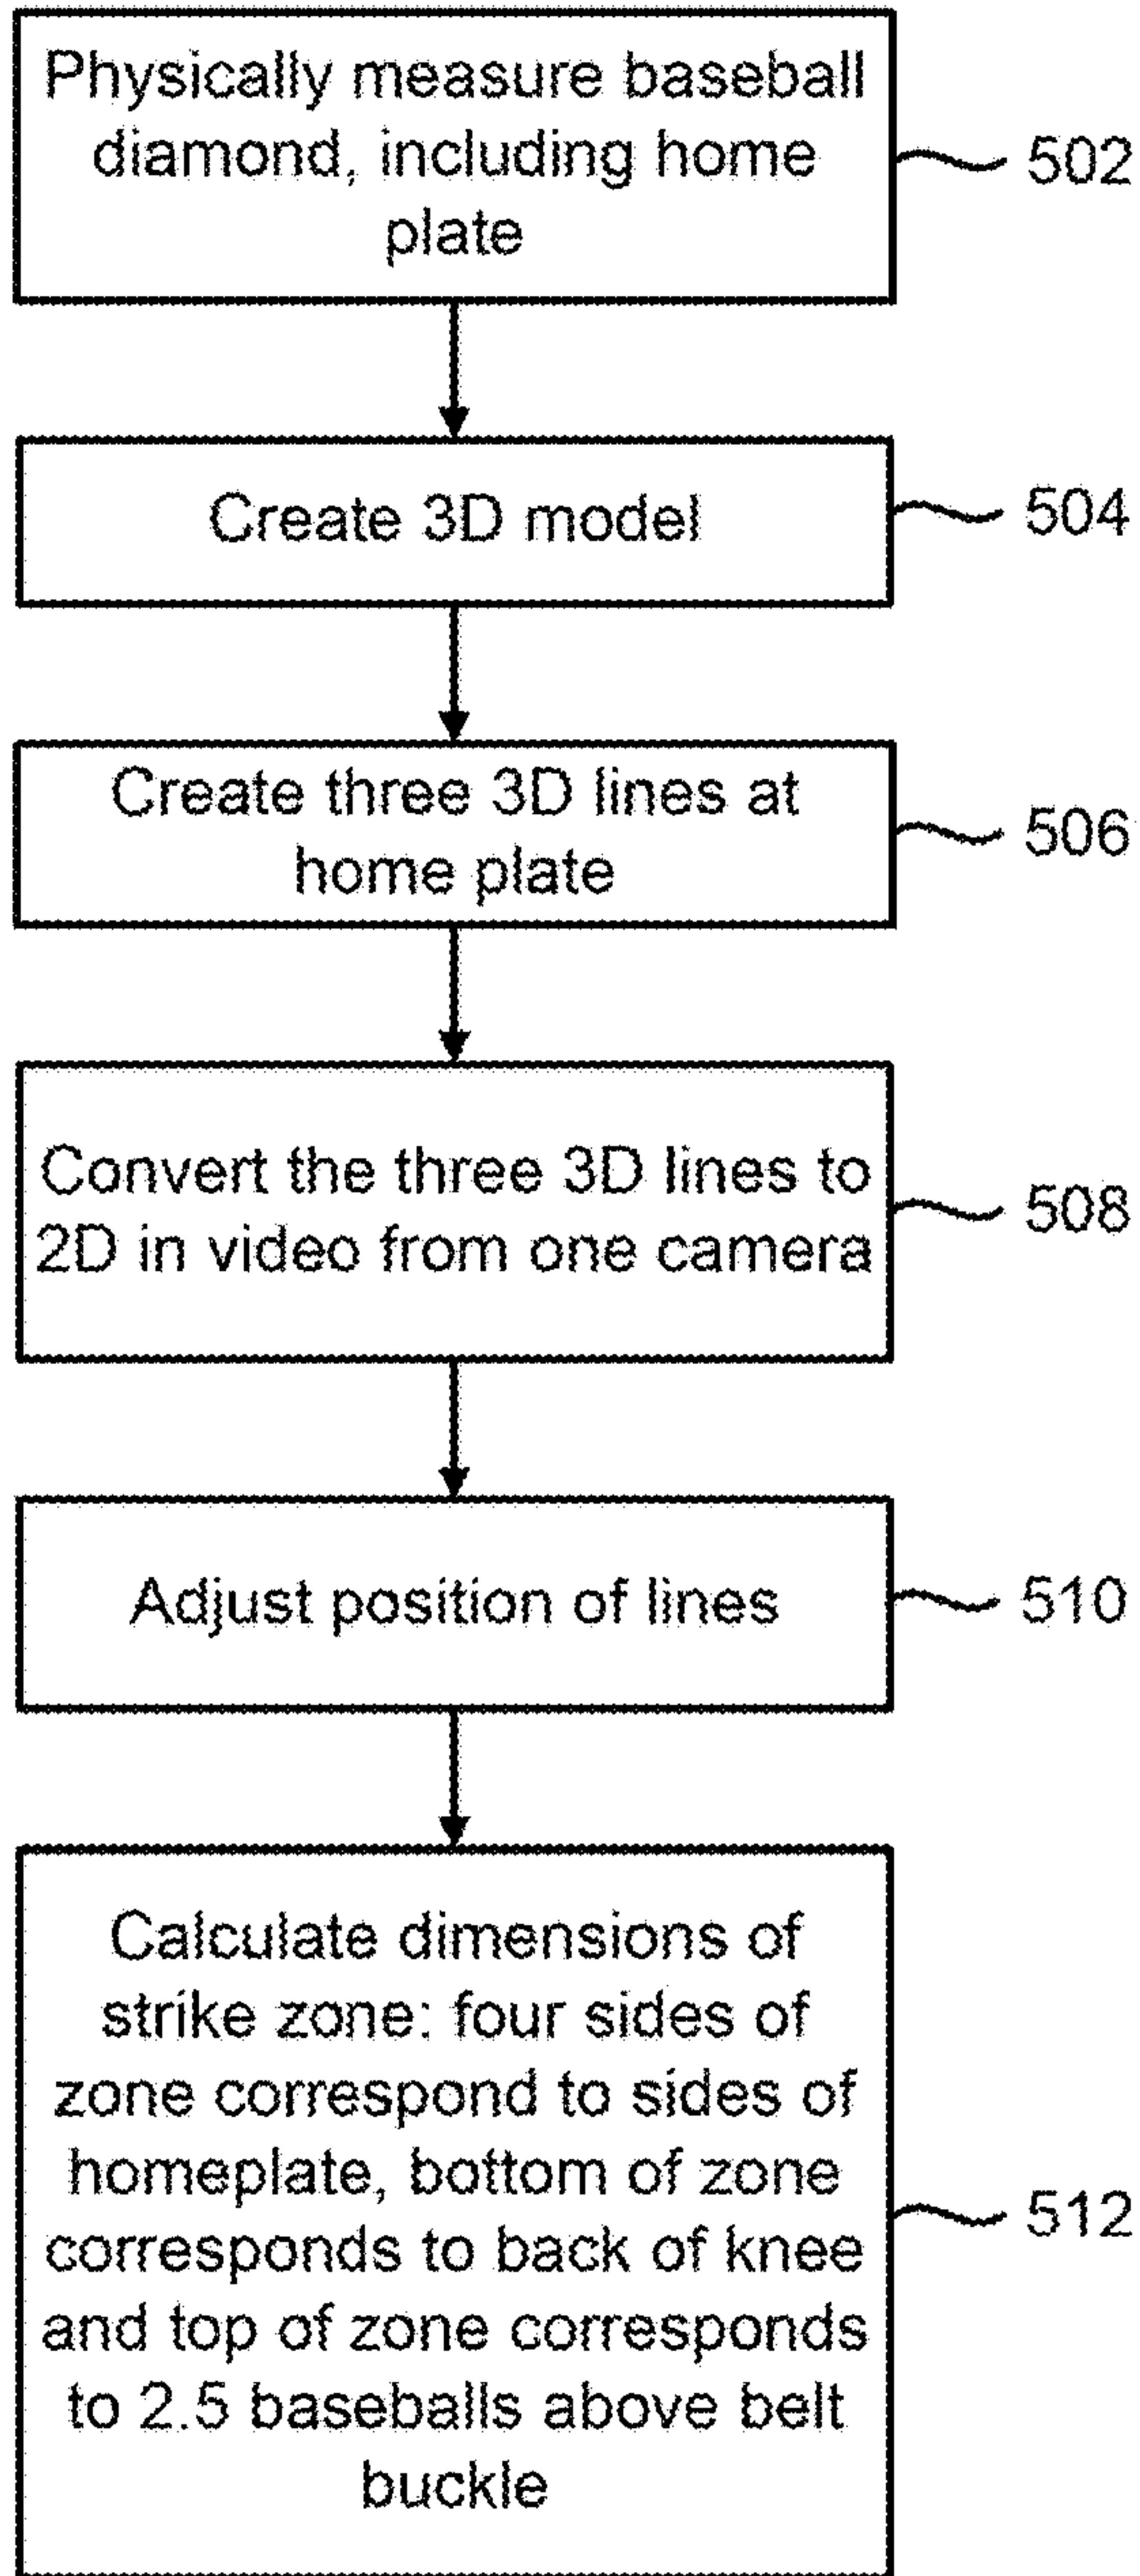 Physically measure baseball
diamond, including home
plate
502
Create 3D model
504
Create three 3D lines at
home plate
506
Convert the three 3D lines to
2D in video from one camera
508
Adjust position of lines
510
Calculate dimensions of
strike zone: four sides of
zone correspond to sides of
homeplate, bottom of zone
corresponds to back of knee
and top of zone corresponds
to 2.5 baseballs above belt
buckle
512